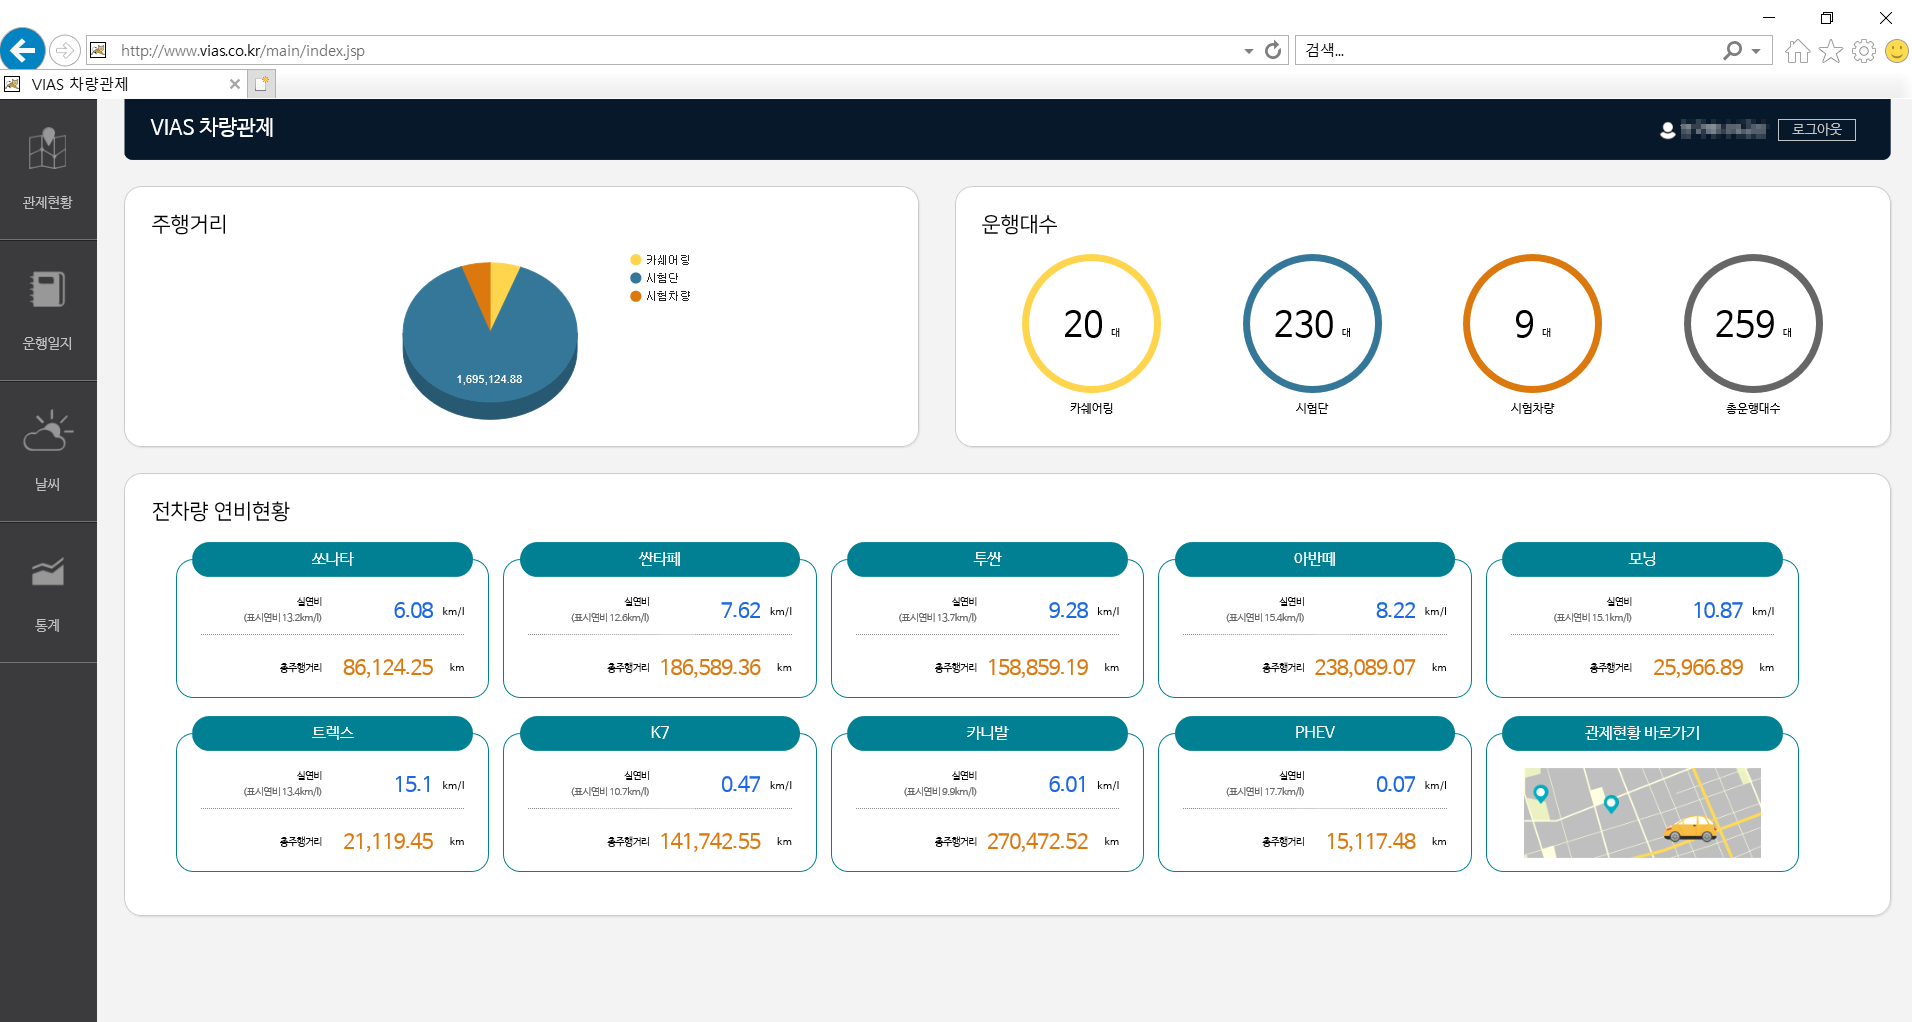 http://www.vias.co.kr/main/index.jsp
검색...
VIAS 차량관제
VIAS 차량관제
로그아웃
관제현황
운행일지
날씨
통계
주행거리
카쉐어링
시험단
시험차량
1,695,124.88
운행대수
20 대
230 대
9 대
259 대
카쉐어링
시험단
시험차량
총운행대수
전차량 연비현황
쏘나타
실연비
(표시연비 13.2km/l)
6.08 km/l
총주행거리 86,124.25 km
싼타페
실연비
(표시연비 12.6km/l)
7.62 km/l
총주행거리 186,589.36 km
투싼
실연비
(표시연비 13.7km/l)
9.28 km/l
총주행거리 158,859.19 km
아반떼
실연비
(표시연비 15.4km/l)
8.22 km/l
총주행거리 238,089.07 km
모닝
실연비
(표시연비 15.1km/l)
10.87 km/l
총주행거리 25,966.89 km
트렉스
실연비
(표시연비 13.4km/l)
15.1 km/l
총주행거리 21,119.45 km
K7
실연비
(표시연비 10.7km/l)
0.47 km/l
총주행거리 141,742.55 km
카니발
실연비
(표시연비 9.9km/l)
6.01 km/l
총주행거리 270,472.52 km
PHEV
실연비
(표시연비 17.7km/l)
0.07 km/l
총주행거리 15,117.48 km
관제현황 바로가기